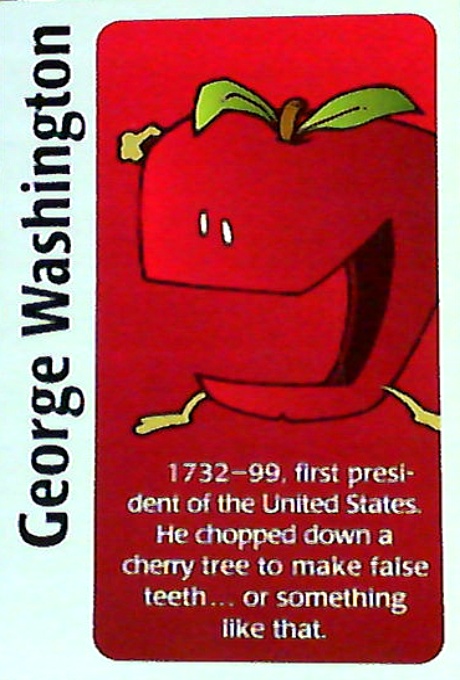 George Washington
1732–99, first presi-
dent of the United States.
He chopped down a
cherry tree to make false
teeth... or something
like that.